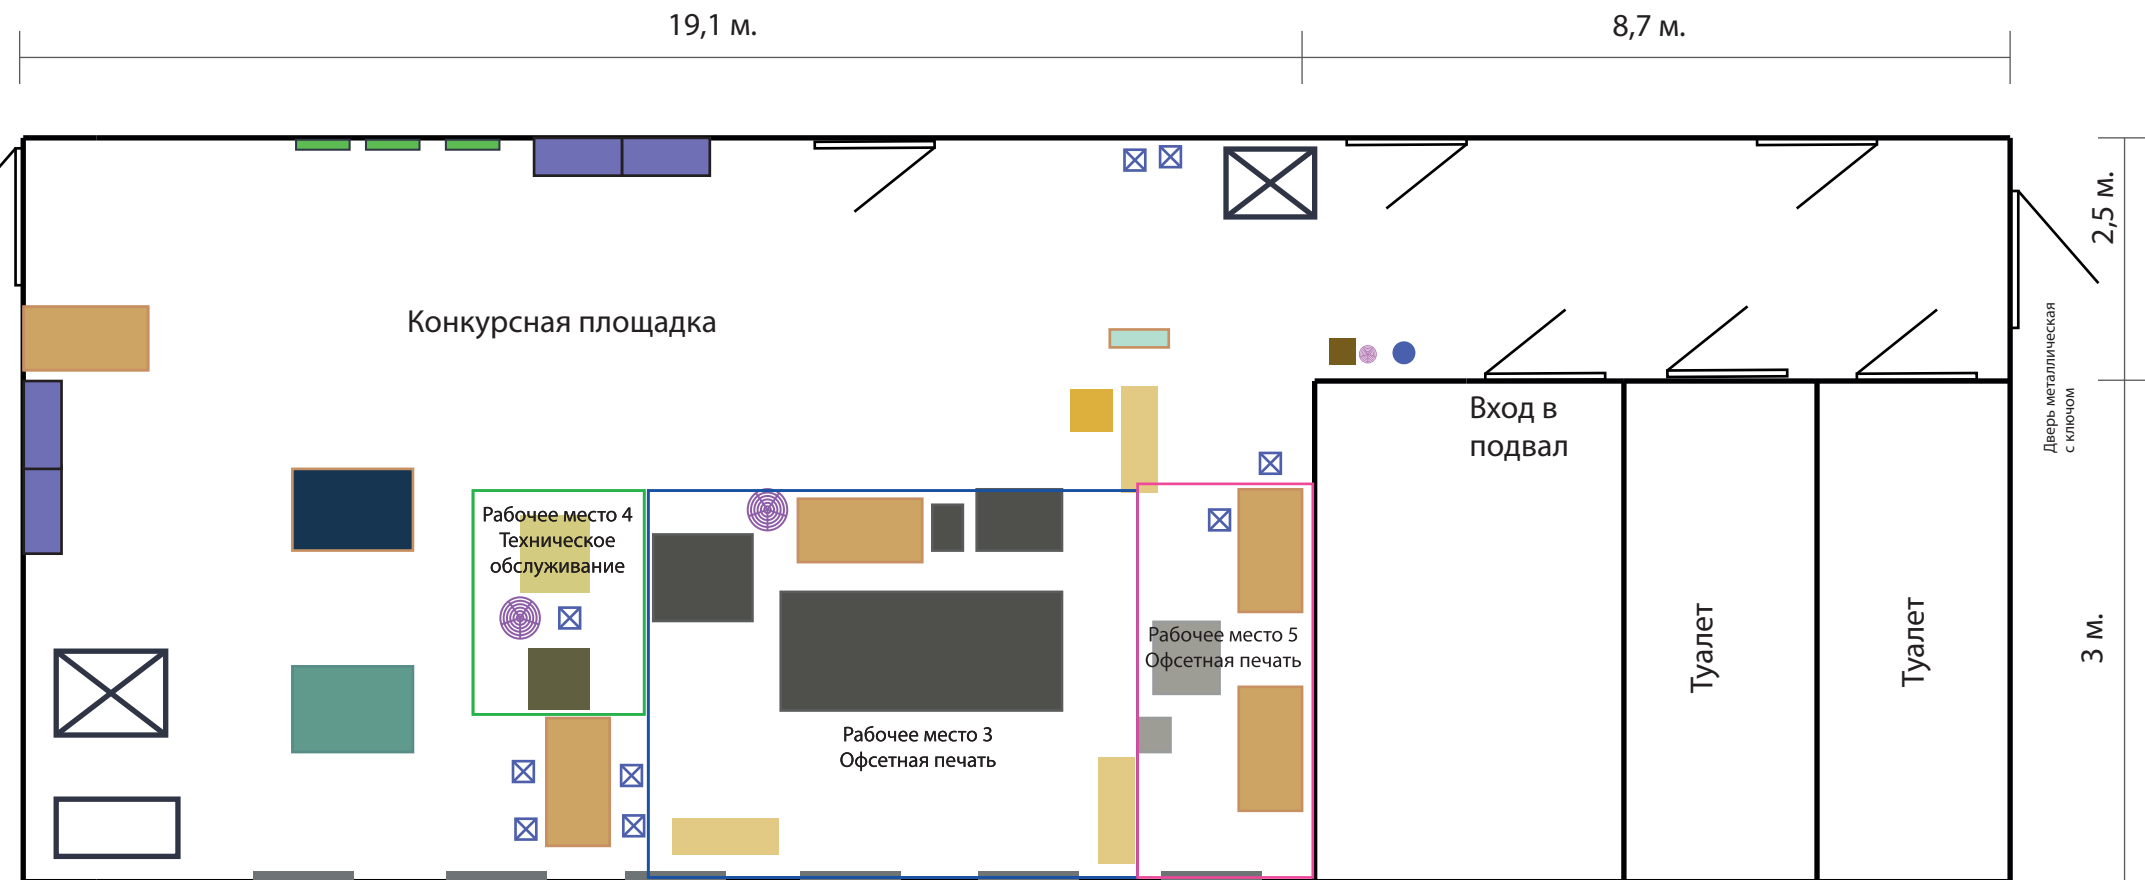 19,1 м.
8,7 м.
2,5 м.
Конкурсная площадка
Дверь металлическая
с ключом
Вход в
подвал
Рабочее место 4
Техническое
обслуживание
Рабочее место 5
Офсетная печать
Туалет
Туалет
3 м.
Рабочее место 3
Офсетная печать